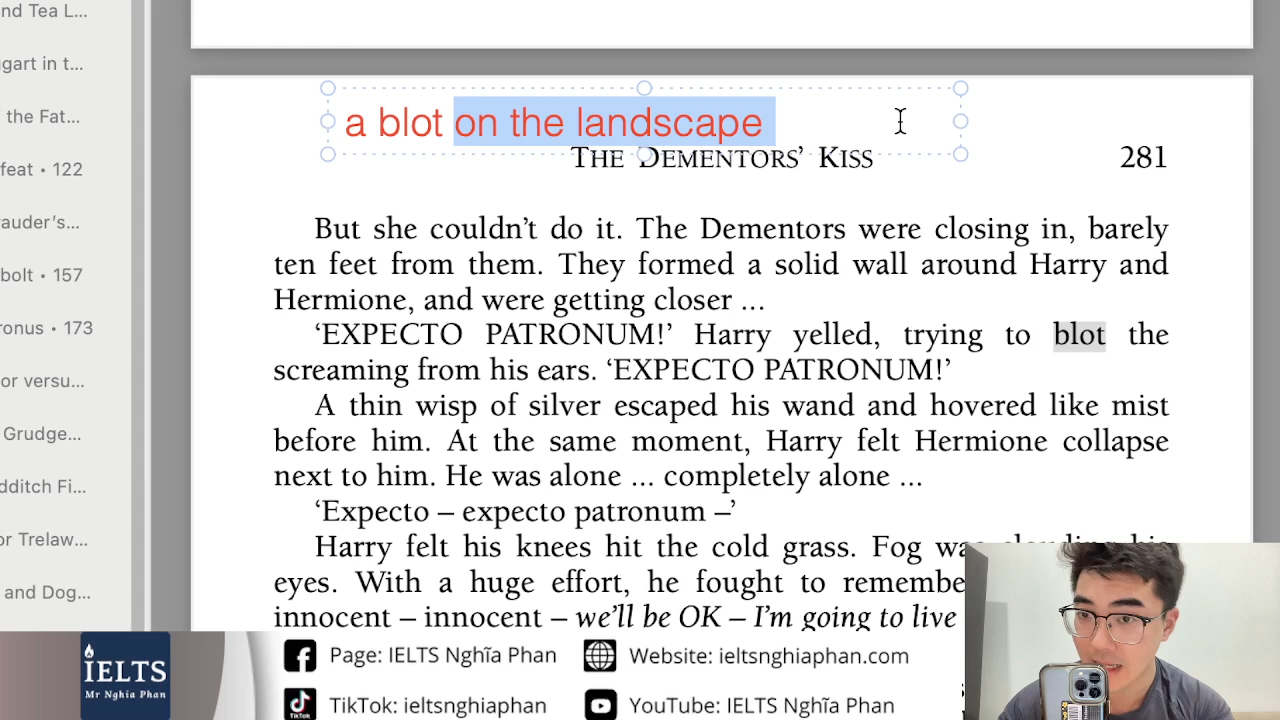 nd Tea L...
gart in t...
the Fat...
feat • 122
auder's...
bolt • 157
ronus • 173
or versu...
Grudge...
dditch Fi...
or Trelaw...
and Dog...
a blot on the landscape
THE DEMENTORS' KISS 281
But she couldn't do it. The Dementors were closing in, barely
ten feet from them. They formed a solid wall around Harry and
Hermione, and were getting closer ...
'EXPECTO PATRONUM!' Harry yelled, trying to blot the
screaming from his ears. 'EXPECTO PATRONUM!'
A thin wisp of silver escaped his wand and hovered like mist
before him. At the same moment, Harry felt Hermione collapse
next to him. He was alone ... completely alone ...
'Expecto – expecto patronum –'
Harry felt his knees hit the cold grass. Fog
eyes. With a huge effort, he fought to
innocent – innocent – we'll be OK – I'm going to live
IELTS
Mr Nghia Phan
Page: IELTS Nghĩa Phan
Website: ieltsnghiaphan.com
TikTok: ieltsnghiaphan
YouTube: IELTS Nghĩa Phan